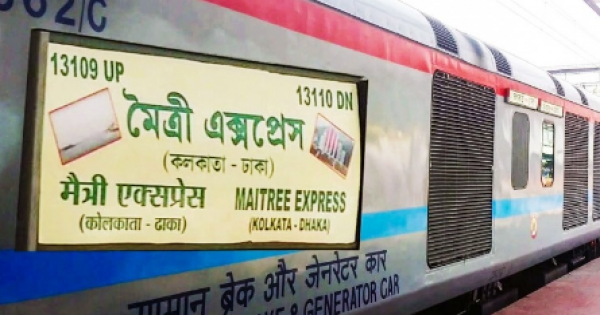 62/C
13109 UP
13110 DN
মৈত্রী এক্সপ্রেস
(কলকাতা - ঢাকা)
मैत्री एक्सप्रेस
(कोलकाता - ढाका)
MAITREE EXPRESS
(KOLKATA - DHAKA)
सामान ब्रेक और जेनरेटर कार
& GENERATOR CAR